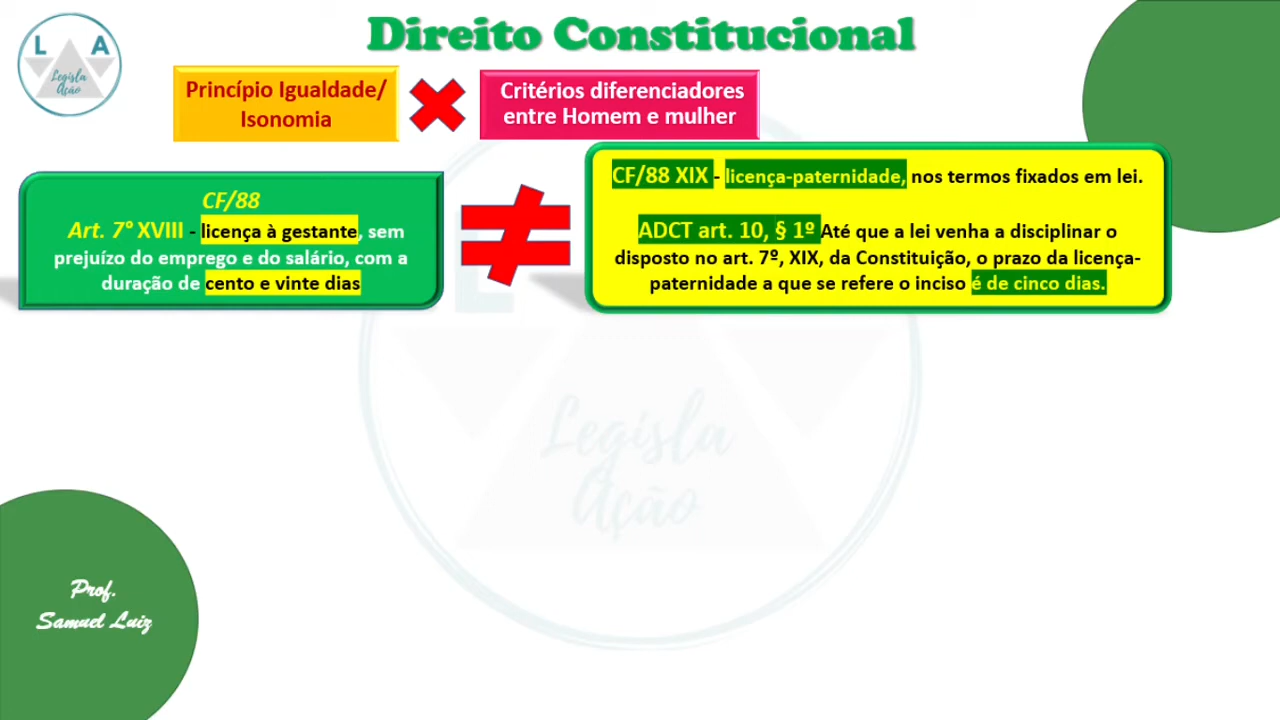 Direito Constitucional
L A
Legisla
Ação
Princípio Igualdade/
Isonomia
Critérios diferenciadores
entre Homem e mulher
CF/88
Art. 7° XVIII - licença à gestante, sem
prejuízo do emprego e do salário, com a
duração de cento e vinte dias
CF/88 XIX - licença-paternidade, nos termos fixados em lei.
ADCT art. 10, § 1º Até que a lei venha a disciplinar o
disposto no art. 7º, XIX, da Constituição, o prazo da licença-
paternidade a que se refere o inciso é de cinco dias.
L
Legisla
Ação
Prof.
Samuel Luiz